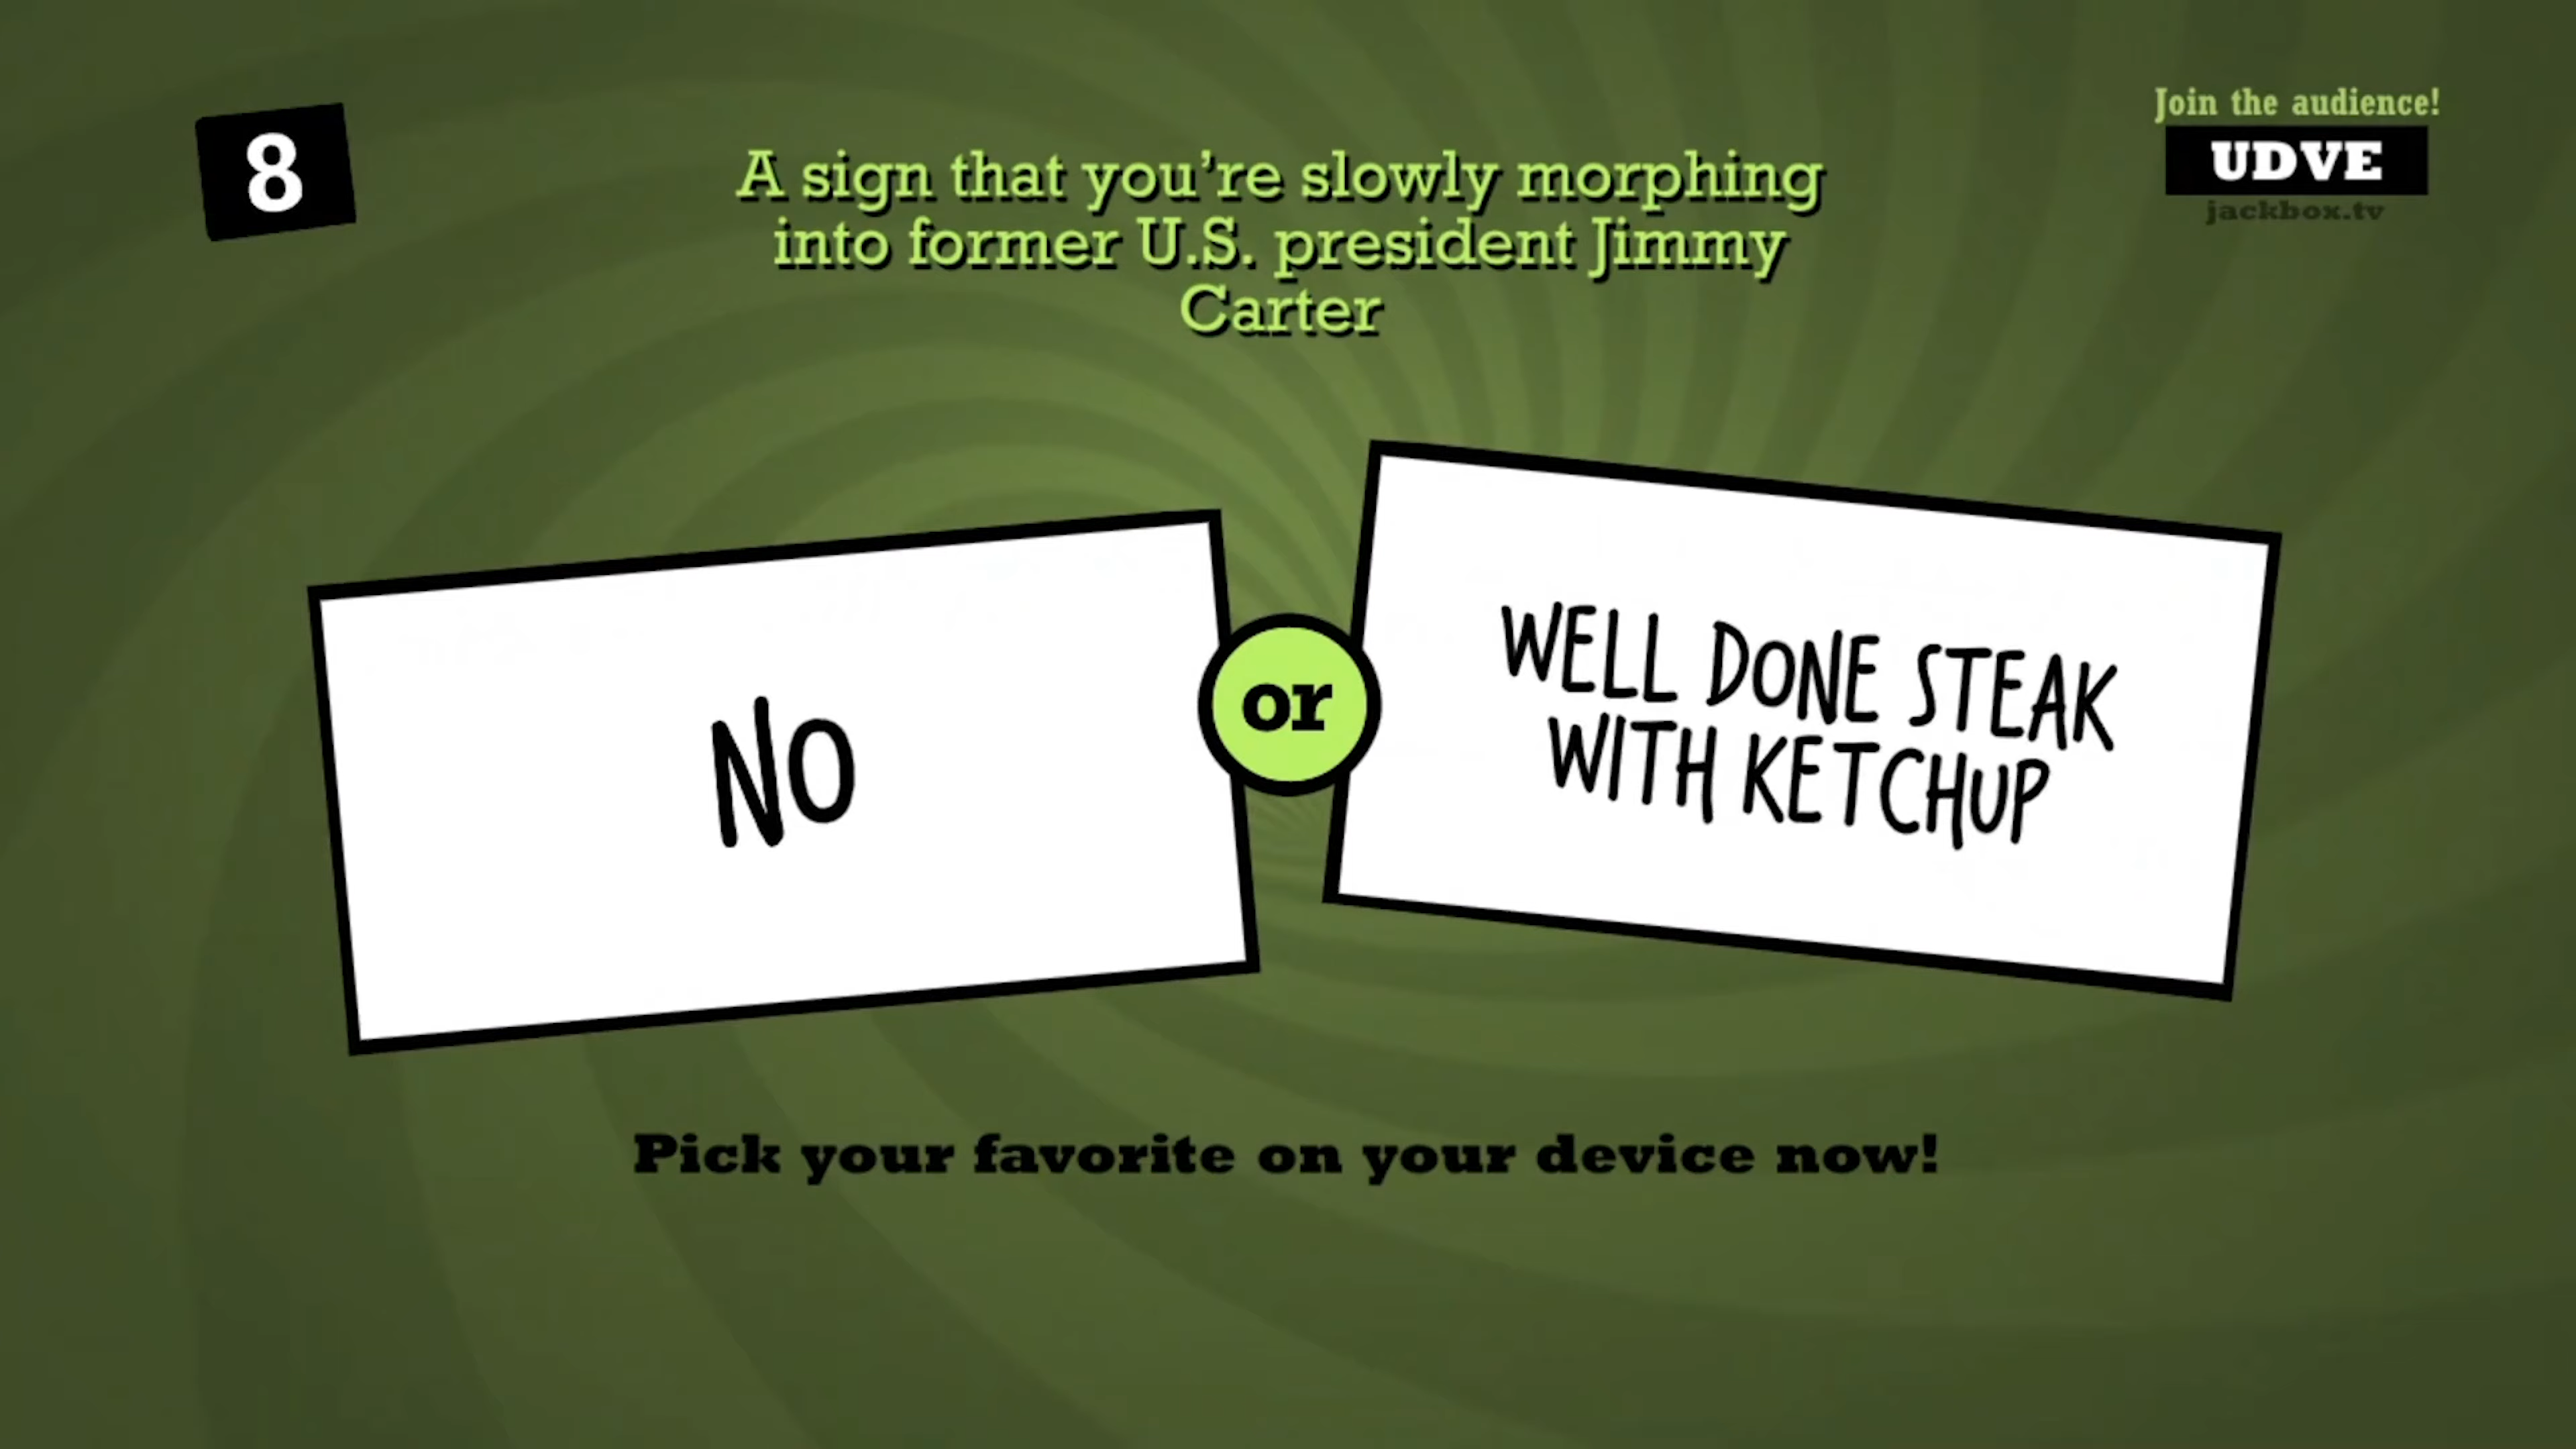 8
Join the audience!
UDVE
jackbox.tv
A sign that you're slowly morphing
into former U.S. president Jimmy
Carter
NO
or
WELL DONE STEAK
WITH KETCHUP
Pick your favorite on your device now!